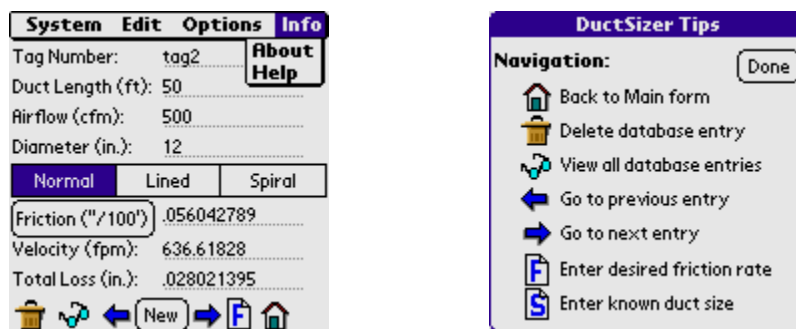 System Edit Options Info
About
Help
Tag Number: tag2
Duct Length (ft): 50
Airflow (cfm): 500
Diameter (in.): 12
Normal Lined Spiral
Friction ("/100') .056042789
Velocity (fpm): 636.61828
Total Loss (in.): .028021395
New F
DuctSizer Tips
Navigation: Done
Back to Main form
Delete database entry
View all database entries
Go to previous entry
Go to next entry
F Enter desired friction rate
S Enter known duct size